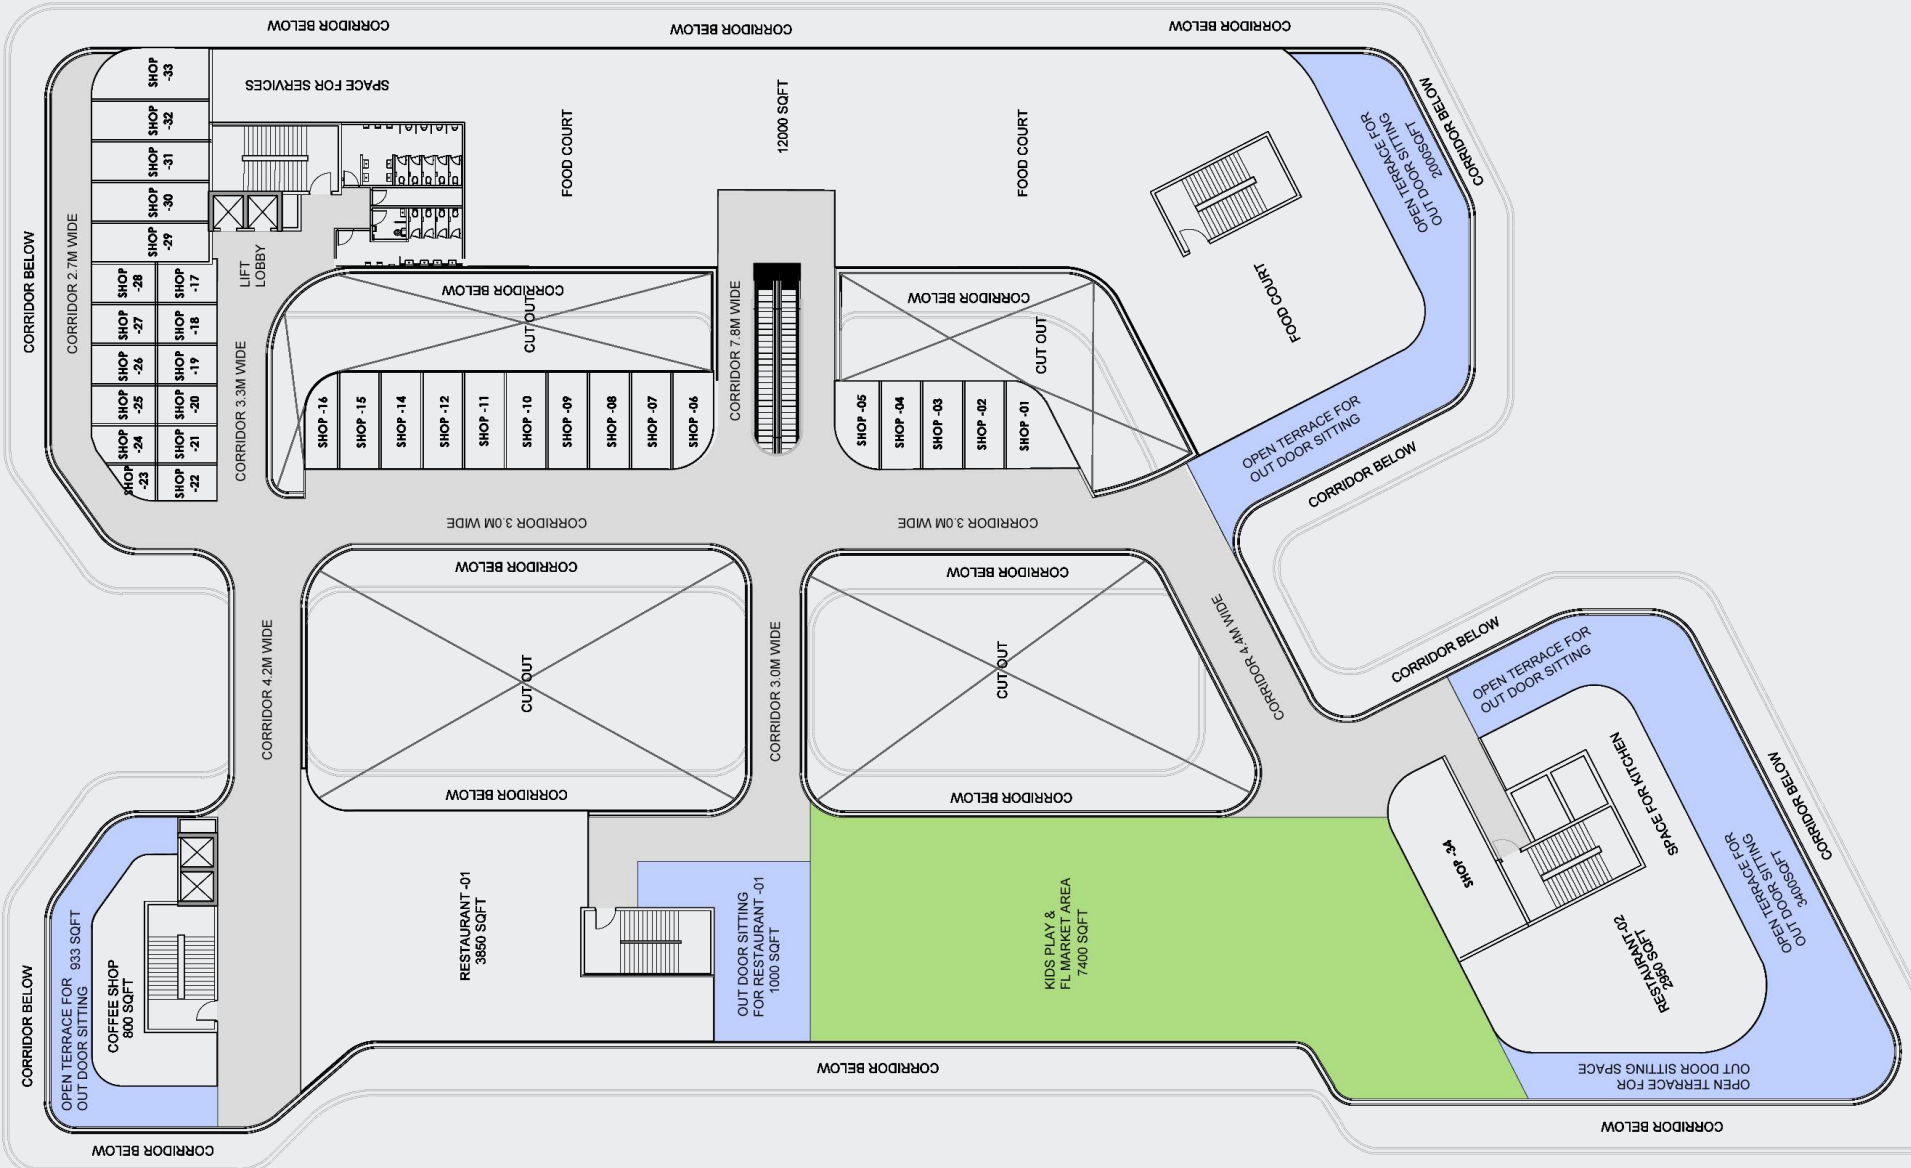 CORRIDOR BELOW
CORRIDOR BELOW
CORRIDOR BELOW
CORRIDOR BELOW
CORRIDOR 2.7M WIDE
SHOP
-33
SHOP
-32
SHOP
-31
SHOP
-30
SHOP
-29
SPACE FOR SERVICES
FOOD COURT
12000 SQFT
FOOD COURT
OPEN TERRACE FOR
OUT DOOR SITTING
2000SQFT
CORRIDOR BELOW
CORRIDOR BELOW
LIFT
LOBBY
SHOP
-28
SHOP
-17
SHOP
-27
SHOP
-18
SHOP
-26
SHOP
-19
SHOP
-25
SHOP
-20
SHOP
-24
SHOP
-21
SHOP
-23
SHOP
-22
CORRIDOR 3.3M WIDE
CORRIDOR BELOW
CUT OUT
CORRIDOR 7.8M WIDE
CORRIDOR BELOW
CUT OUT
FOOD COURT
SHOP -16
SHOP -15
SHOP -14
SHOP -12
SHOP -11
SHOP -10
SHOP -09
SHOP -08
SHOP -07
SHOP -06
SHOP -05
SHOP -04
SHOP -03
SHOP -02
SHOP -01
OPEN TERRACE FOR
OUT DOOR SITTING
CORRIDOR BELOW
CORRIDOR 3.0M WIDE
CORRIDOR 3.0M WIDE
CORRIDOR BELOW
CORRIDOR BELOW
CORRIDOR 4.2M WIDE
CUT OUT
CORRIDOR 3.0M WIDE
CUT OUT
CORRIDOR 4.4M WIDE
CORRIDOR BELOW
OPEN TERRACE FOR
OUT DOOR SITTING
CORRIDOR BELOW
CORRIDOR BELOW
CORRIDOR BELOW
SPACE FOR KITCHEN
SHOP -34
OPEN TERRACE FOR
OUT DOOR SITTING
3400SQFT
RESTAURANT-02
2950 SQFT
CORRIDOR BELOW
OPEN TERRACE FOR 933 SQFT
OUT DOOR SITTING
COFFEE SHOP
800 SQFT
RESTAURANT -01
3850 SQFT
OUT DOOR SITTING
FOR RESTAURANT -01
1000 SQFT
KIDS PLAY &
FL MARKET AREA
7400 SQFT
CORRIDOR BELOW
OPEN TERRACE FOR
OUT DOOR SITTING SPACE
CORRIDOR BELOW
CORRIDOR BELOW